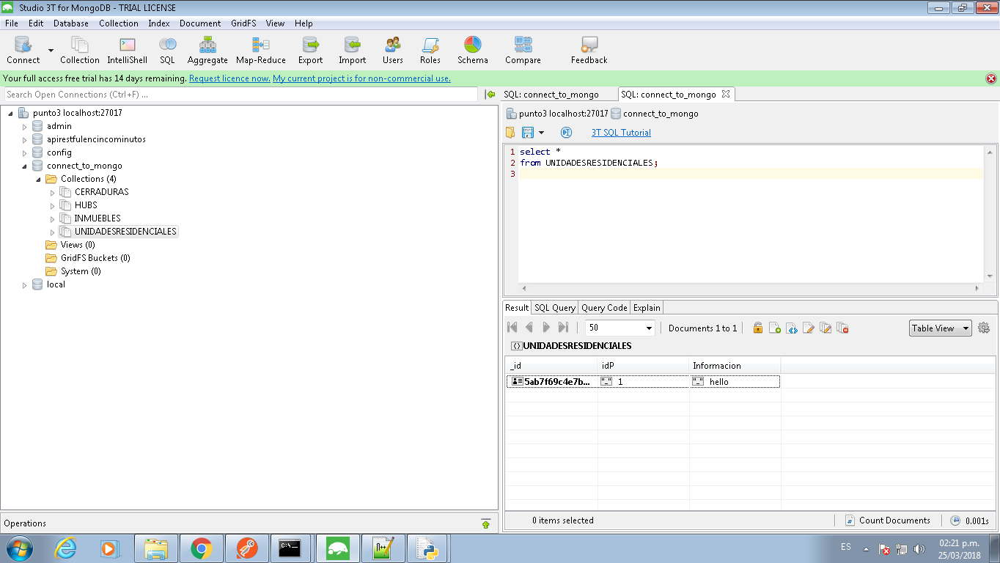 Studio 3T for MongoDB - TRIAL LICENSE
File Edit Database Collection Index Document GridFS View Help
Connect Collection IntelliShell SQL Aggregate Map-Reduce Export Import Users Roles Schema Compare Feedback
Your full access free trial has 14 days remaining. Request licence now. My current project is for non-commercial use.
Search Open Connections (Ctrl+F) ...
punto3 localhost:27017
admin
apirestfulencincominutos
config
connect_to_mongo
Collections (4)
CERRADURAS
HUBS
INMUEBLES
UNIDADESRESIDENCIALES
Views (0)
GridFS Buckets (0)
System (0)
local
Operations
SQL: connect_to_mongo SQL: connect_to_mongo
punto3 localhost:27017 connect_to_mongo
3T SQL Tutorial
1 select *
2 from UNIDADESRESIDENCIALES;
3
Result SQL Query Query Code Explain
50 Documents 1 to 1 Table View
UNIDADESRESIDENCIALES
_id idP Informacion
5ab7f69c4e7b... 1 hello
0 items selected Count Documents 0.001s
ES 02:21 p.m.
25/03/2018